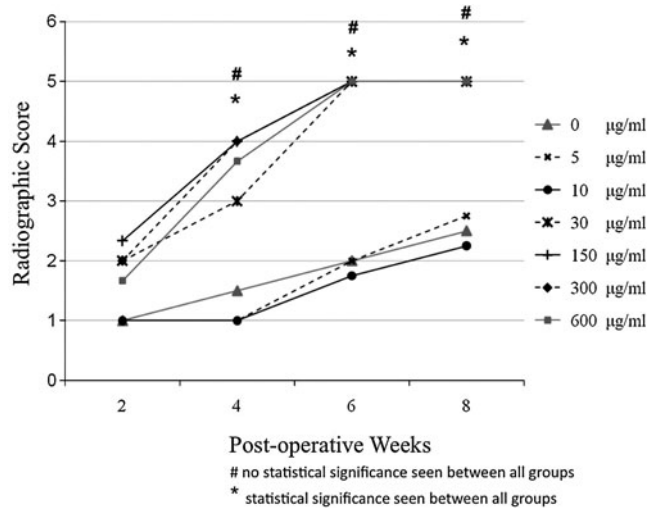 6
5
4
3
2
1
0
Radiographic Score
#
*
#
*
#
*
2 4 6 8
Post-operative Weeks
# no statistical significance seen between all groups
* statistical significance seen between all groups
0 µg/ml
5 µg/ml
10 µg/ml
30 µg/ml
150 µg/ml
300 µg/ml
600 µg/ml